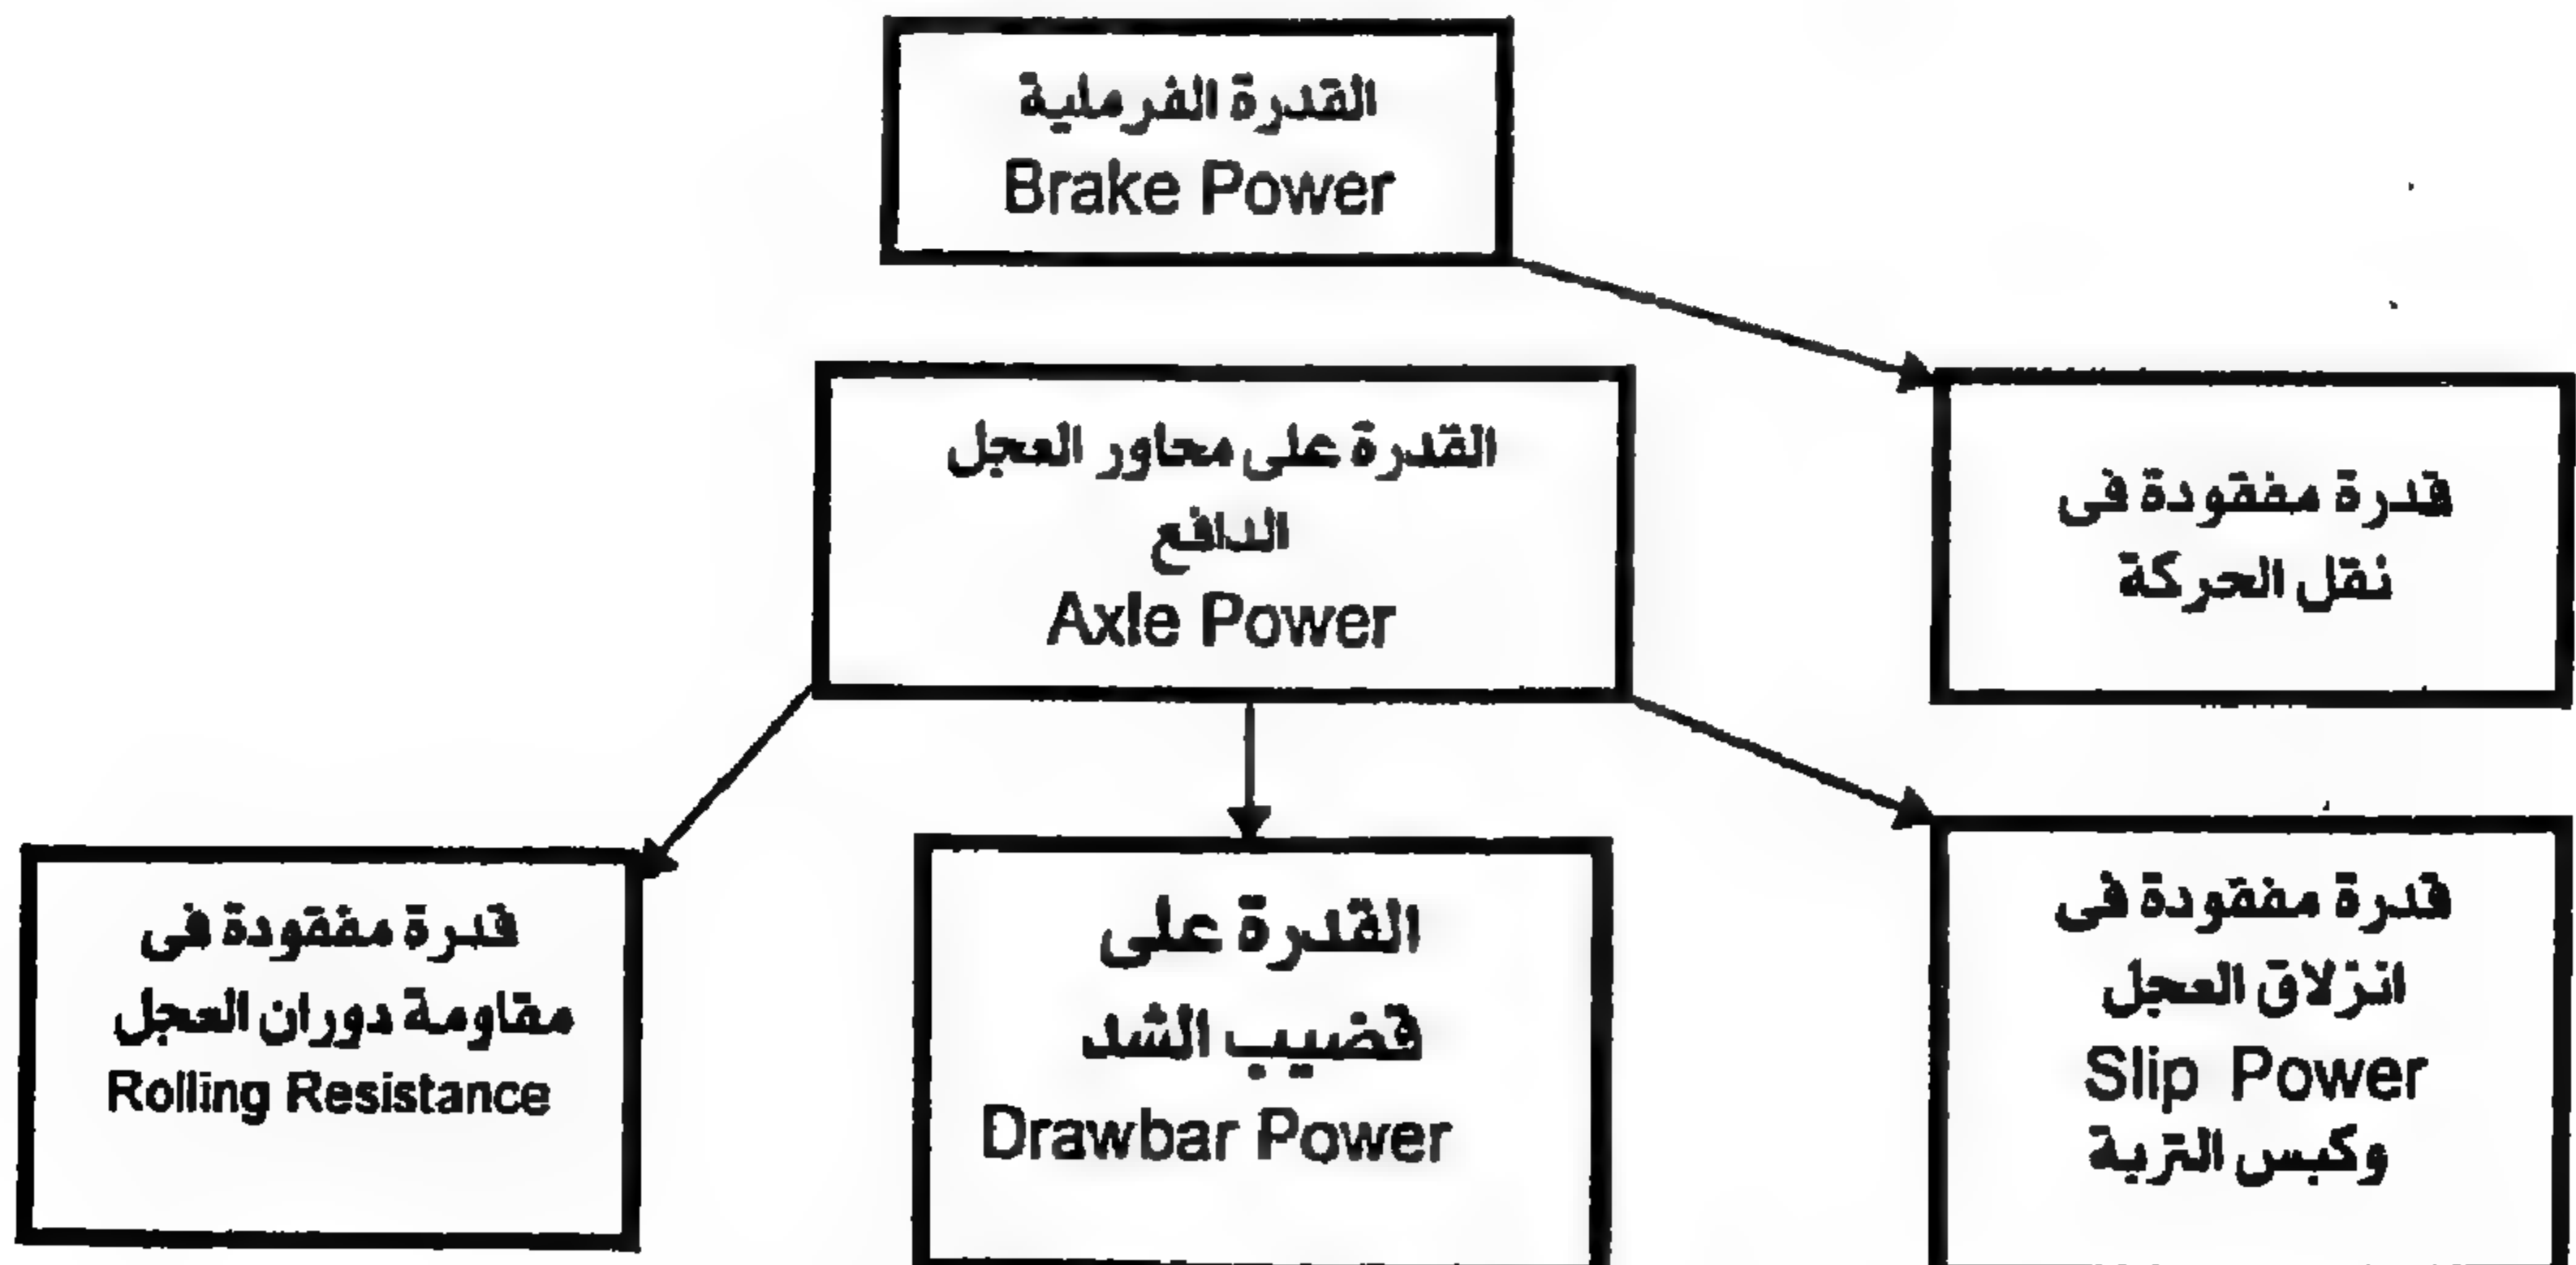 القدرة الفرملية
Brake Power
القدرة على محاور العجل
الدافع
Axle Power
قدرة مفقودة فى
نقل الحركة
قدرة مفقودة فى
انزلاق العجل
Slip Power
وكبس التربة
القدرة على
قضيب الشد
Drawbar Power
قدرة مفقودة فى
مقاومة دوران العجل
Rolling Resistance